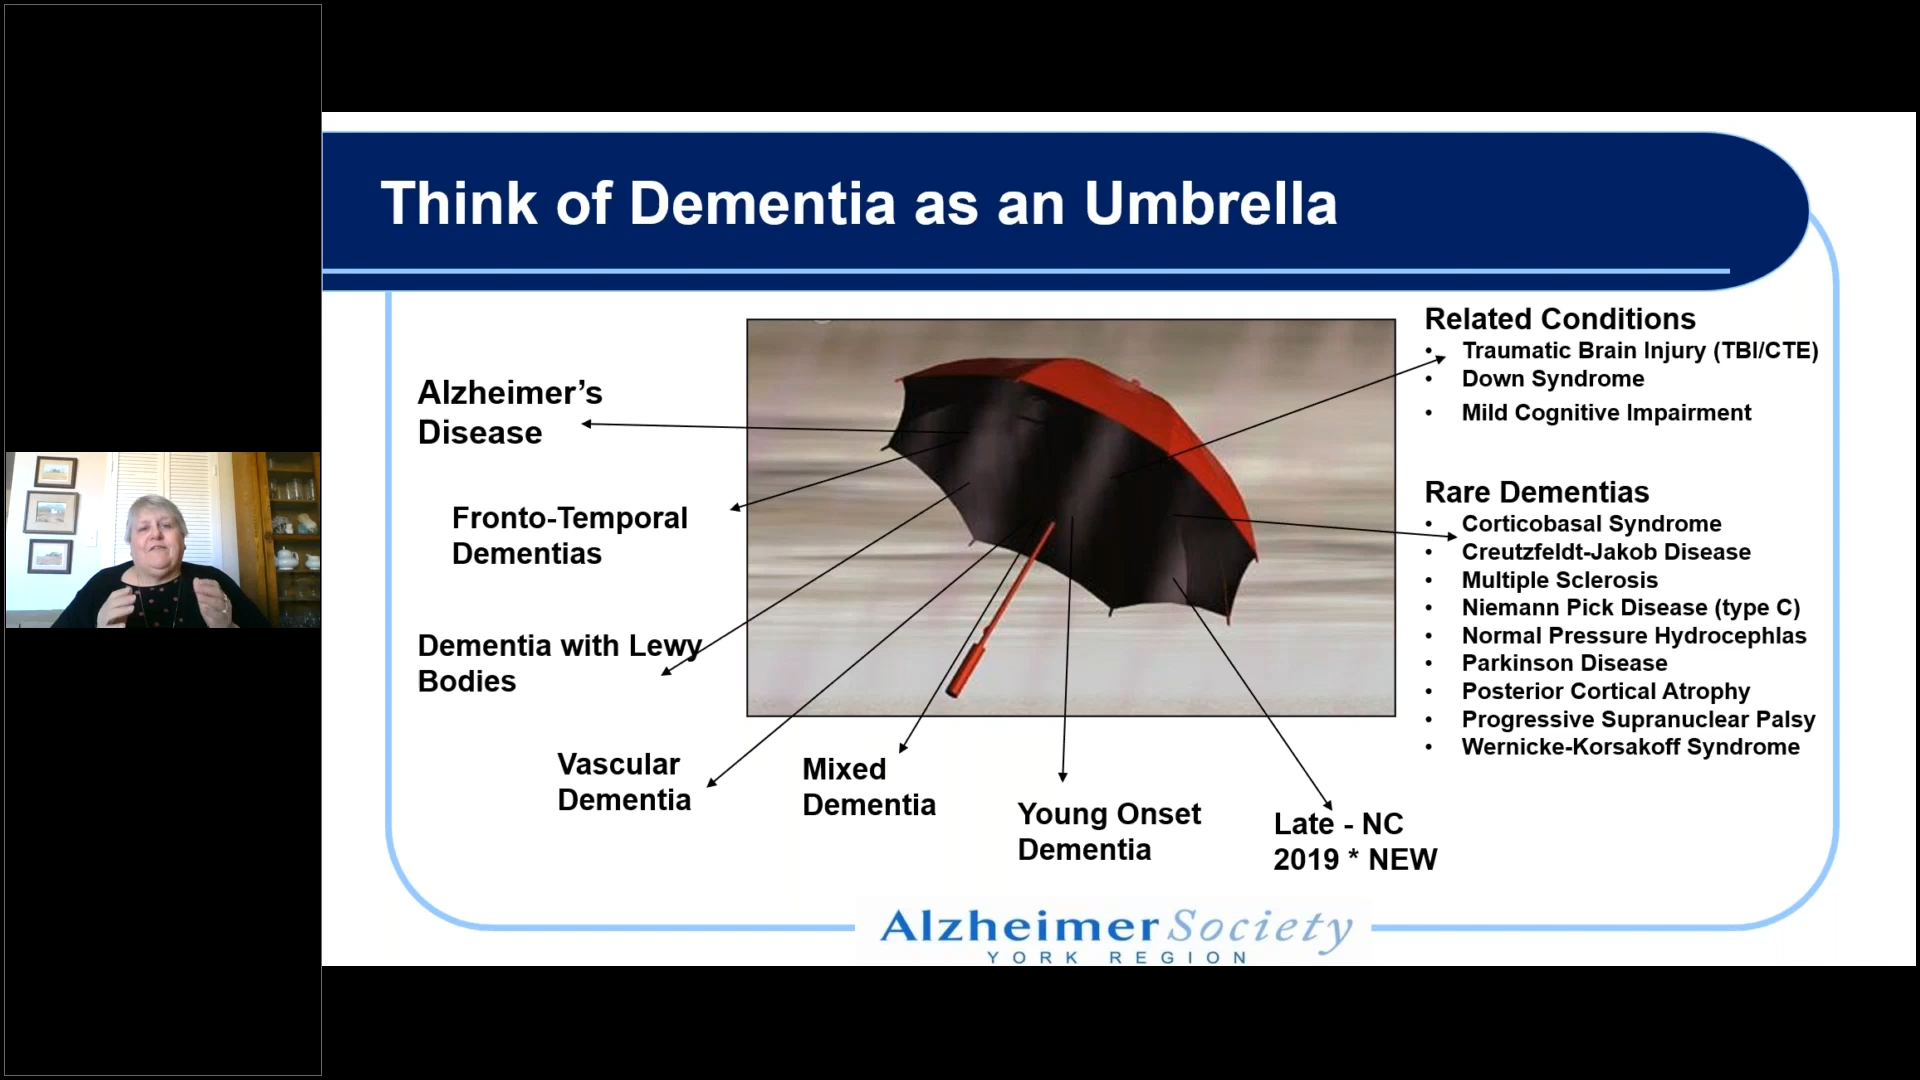 Think of Dementia as an Umbrella
Alzheimer’s
Disease
Fronto-Temporal
Dementias
Dementia with Lewy
Bodies
Vascular
Dementia
Mixed
Dementia
Young Onset
Dementia
Late - NC
2019 * NEW
Related Conditions
• Traumatic Brain Injury (TBI/CTE)
• Down Syndrome
• Mild Cognitive Impairment
Rare Dementias
• Corticobasal Syndrome
• Creutzfeldt-Jakob Disease
• Multiple Sclerosis
• Niemann Pick Disease (type C)
• Normal Pressure Hydrocephlas
• Parkinson Disease
• Posterior Cortical Atrophy
• Progressive Supranuclear Palsy
• Wernicke-Korsakoff Syndrome
Alzheimer Society
YORK REGION